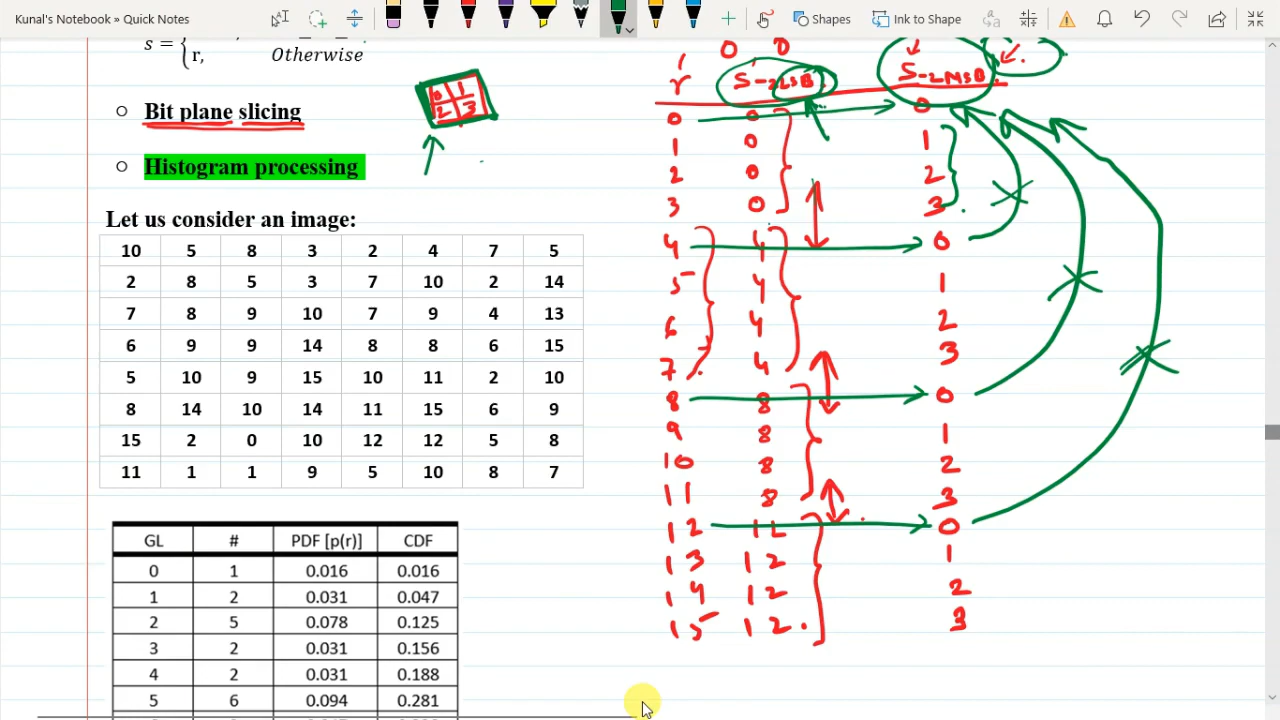 Kunal's Notebook » Quick Notes
Shapes
Ink to Shape
s = {
r, Otherwise
○ Bit plane slicing
0 1
2 3
○ Histogram processing
Let us consider an image:
10 5 8 3 2 4 7 5
2 8 5 3 7 10 2 14
7 8 9 10 7 9 4 13
6 9 9 14 8 8 6 15
5 10 9 15 10 11 2 10
8 14 10 14 11 15 6 9
15 2 0 10 12 12 5 8
11 1 1 9 5 10 8 7
GL # PDF [p(r)] CDF
0 1 0.016 0.016
1 2 0.031 0.047
2 5 0.078 0.125
3 2 0.031 0.156
4 2 0.031 0.188
5 6 0.094 0.281
0 0
r S-2LSB S-2MSB
0 0 0
1 0 1
2 0 2
3 0 3
4 4 0
5 4 1
6 4 2
7 4 3
8 8 0
9 8 1
10 8 2
11 8 3
12 12 0
13 12 1
14 12 2
15 12 3